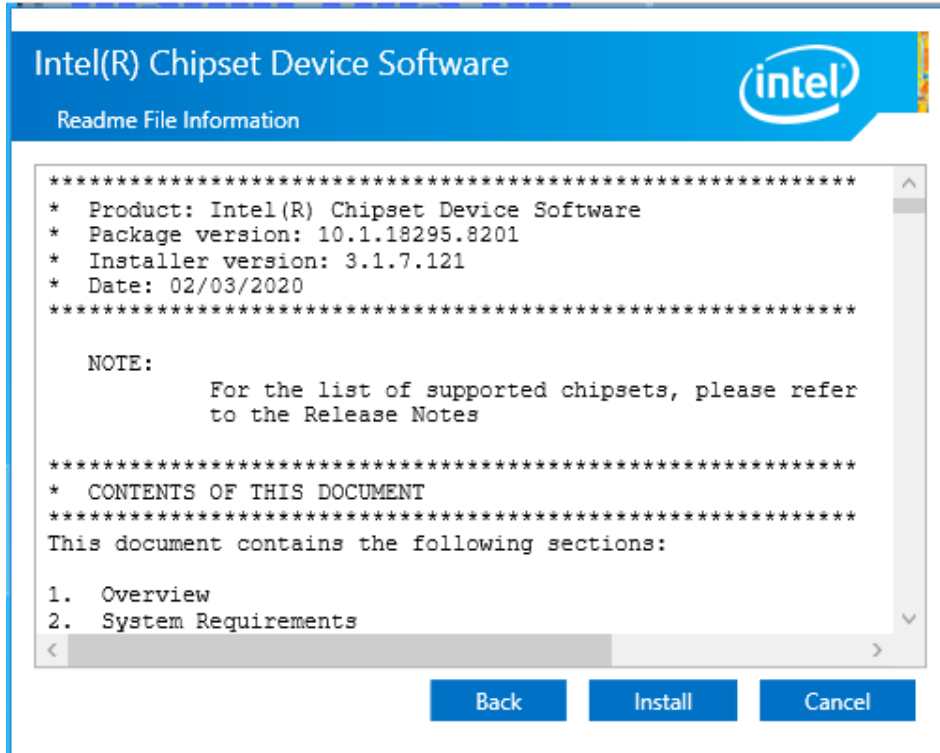 Intel(R) Chipset Device Software
intel
Readme File Information
************************************************************
*  Product: Intel(R) Chipset Device Software
*  Package version: 10.1.18295.8201
*  Installer version: 3.1.7.121
*  Date: 02/03/2020
************************************************************
NOTE:
For the list of supported chipsets, please refer
to the Release Notes
************************************************************
*  CONTENTS OF THIS DOCUMENT
************************************************************
This document contains the following sections:
1.  Overview
2.  System Requirements
Back Install Cancel